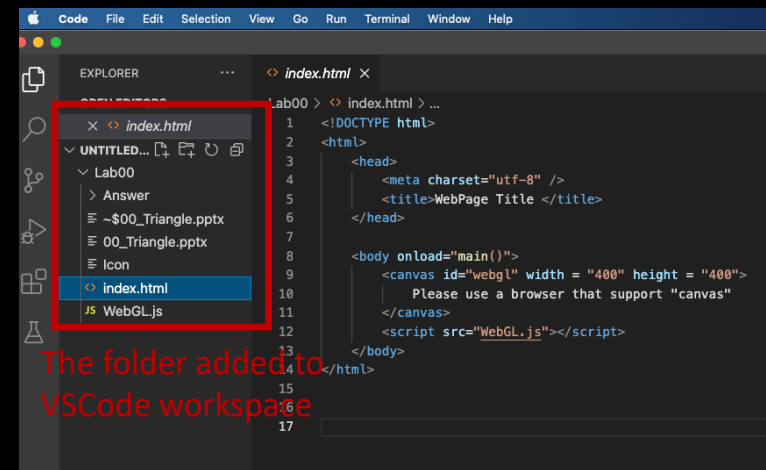 Code File Edit Selection View Go Run Terminal Window Help
EXPLORER ... <> index.html ×
OPEN EDITORS
× <> index.html
UNTITLED...
Lab00
> Answer
~$00_Triangle.pptx
00_Triangle.pptx
Icon
<> index.html
JS WebGL.js
Lab00 > <> index.html > ...
1 <!DOCTYPE html>
2 <html>
3 <head>
4 <meta charset="utf-8" />
5 <title>WebPage Title </title>
6 </head>
7
8 <body onload="main()">
9 <canvas id="webgl" width = "400" height = "400">
10 Please use a browser that support "canvas"
11 </canvas>
12 <script src="WebGL.js"></script>
13 </body>
14 </html>
15
16
17
The folder added to
VSCode workspace